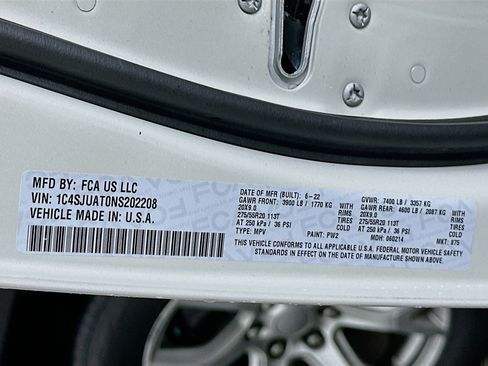 MFD BY: FCA US LLC
VIN: 1C4SJUAT0NS202208
VEHICLE MADE IN: U.S.A.
DATE OF MFR (BUILT): 6-22
GVWR: 7400 LB / 3357 KG
GAWR FRONT: 3900 LB / 1770 KG WITH GAWR REAR: 4600 LB / 2087 KG WITH
20X9.0 RIMS 20X9.0 RIMS
275/55R20 113T TIRES 275/55R20 113T TIRES
AT 250 kPa / 36 PSI COLD AT 250 kPa / 36 PSI COLD
TYPE: MPV PAINT: PW2 MDH: 060214 MKT: 875
THIS VEHICLE CONFORMS TO ALL APPLICABLE U.S.A. FEDERAL MOTOR VEHICLE SAFETY
STANDARDS IN EFFECT ON THE DATE OF MANUFACTURE SHOWN ABOVE.